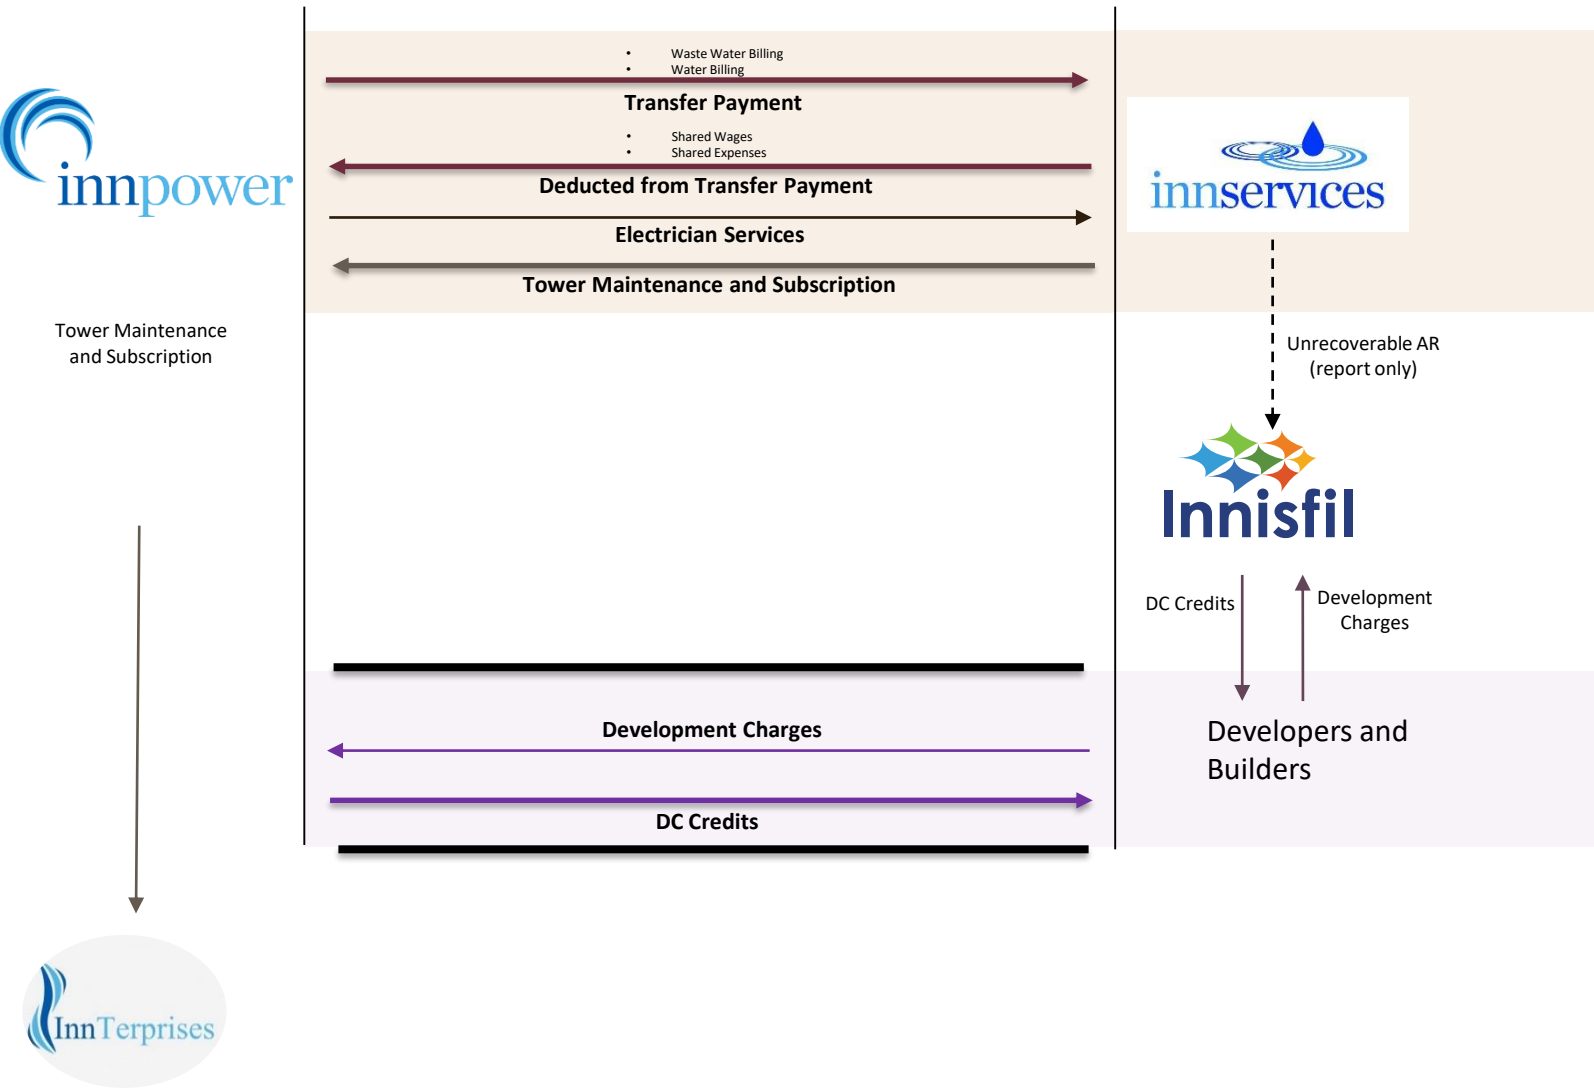 • Waste Water Billing
• Water Billing
Transfer Payment
• Shared Wages
• Shared Expenses
innpower
innservices
Deducted from Transfer Payment
Electrician Services
Tower Maintenance and Subscription
Tower Maintenance
and Subscription
Unrecoverable AR
(report only)
Innisfil
DC Credits
Development
Charges
Development Charges
Developers and
Builders
DC Credits
InnTerprises